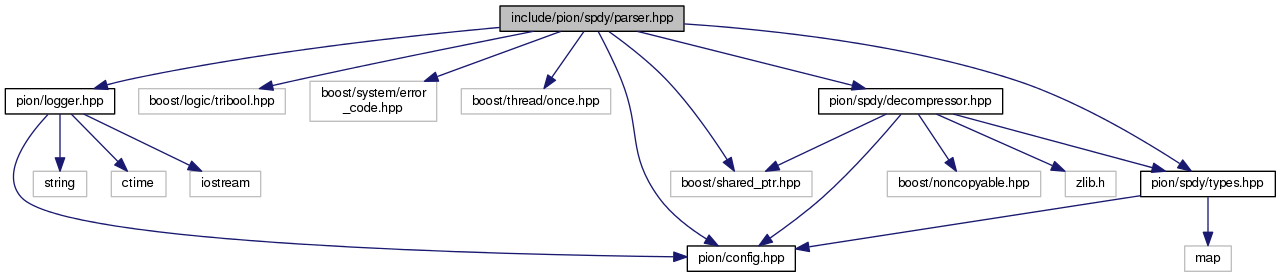 include/pion/spdy/parser.hpp
pion/logger.hpp
boost/logic/tribool.hpp
boost/system/error
_code.hpp
boost/thread/once.hpp
pion/spdy/decompressor.hpp
string
ctime
iostream
boost/shared_ptr.hpp
boost/noncopyable.hpp
zlib.h
pion/spdy/types.hpp
pion/config.hpp
map